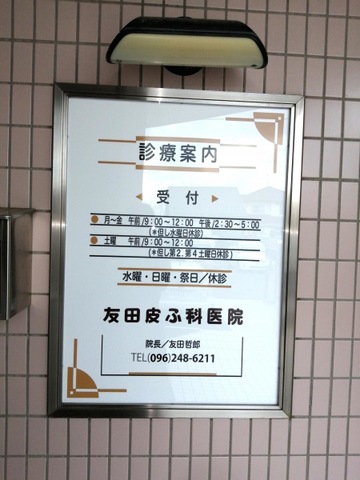 診療案内
受付
月〜金 午前/9:00〜12:00 午後/2:30〜5:00
(*但し水曜日休診)
土曜 午前/9:00〜12:00
(*但し第2.第4土曜日休診)
水曜・日曜・祭日/休診
友田皮ふ科医院
院長/友田哲郎
TEL(096)248-6211